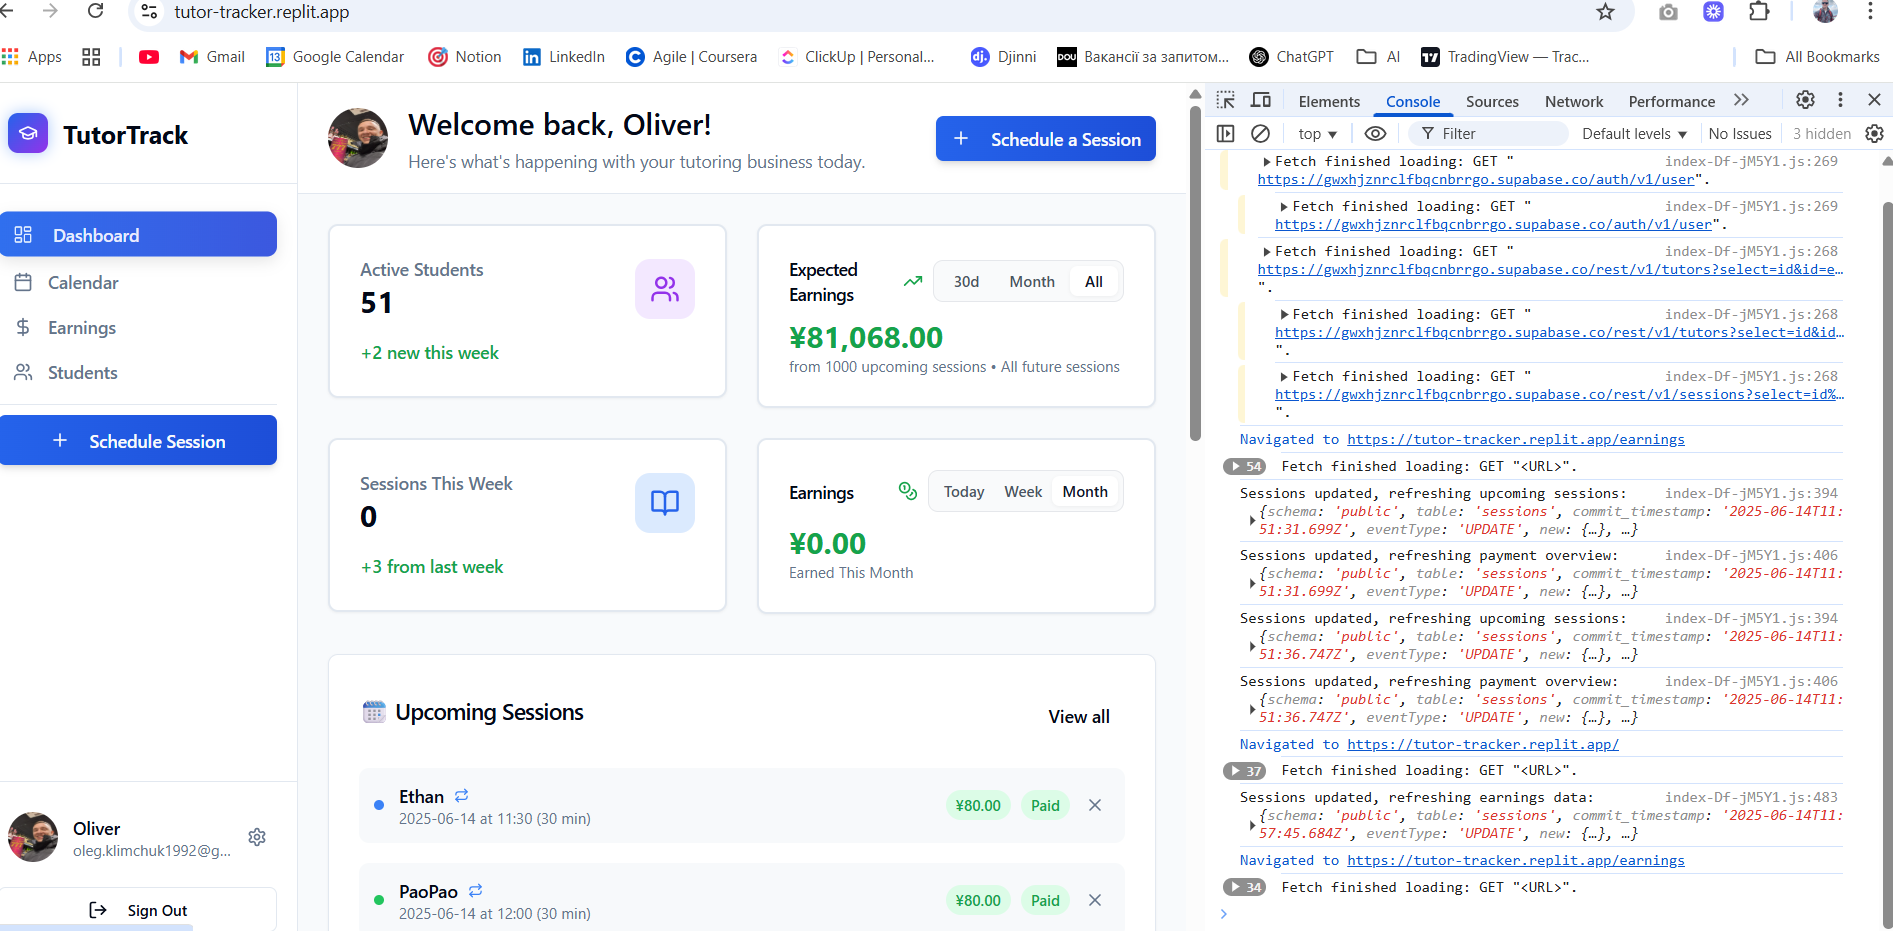 tutor-tracker.replit.app
Apps
Gmail
Google Calendar
Notion
LinkedIn
Agile | Coursera
ClickUp | Personal...
Djinni
Вакансії за запитом...
ChatGPT
AI
TradingView — Trac...
All Bookmarks
TutorTrack
Dashboard
Calendar
Earnings
Students
+ Schedule Session
Oliver
oleg.klimchuk1992@g...
Sign Out
Welcome back, Oliver!
Here's what's happening with your tutoring business today.
+ Schedule a Session
Active Students
51
+2 new this week
Expected
Earnings
30d Month All
¥81,068.00
from 1000 upcoming sessions • All future sessions
Sessions This Week
0
+3 from last week
Earnings
Today Week Month
¥0.00
Earned This Month
Upcoming Sessions
View all
Ethan
2025-06-14 at 11:30 (30 min)
¥80.00 Paid
PaoPao
2025-06-14 at 12:00 (30 min)
¥80.00 Paid
Elements Console Sources Network Performance
top Filter Default levels No Issues 3 hidden
Fetch finished loading: GET " index-Df-jM5Y1.js:269
https://gwxhjznrclfbqcnbrrgo.supabase.co/auth/v1/user".
Fetch finished loading: GET " index-Df-jM5Y1.js:269
https://gwxhjznrclfbqcnbrrgo.supabase.co/auth/v1/user".
Fetch finished loading: GET " index-Df-jM5Y1.js:268
https://gwxhjznrclfbqcnbrrgo.supabase.co/rest/v1/tutors?select=id&id=e…
".
Fetch finished loading: GET " index-Df-jM5Y1.js:268
https://gwxhjznrclfbqcnbrrgo.supabase.co/rest/v1/tutors?select=id&id…
".
Fetch finished loading: GET " index-Df-jM5Y1.js:268
https://gwxhjznrclfbqcnbrrgo.supabase.co/rest/v1/sessions?select=id%…
".
Navigated to https://tutor-tracker.replit.app/earnings
54 Fetch finished loading: GET "<URL>".
Sessions updated, refreshing upcoming sessions: index-Df-jM5Y1.js:394
{schema: 'public', table: 'sessions', commit_timestamp: '2025-06-14T11:
51:31.699Z', eventType: 'UPDATE', new: {…}, …}
Sessions updated, refreshing payment overview: index-Df-jM5Y1.js:406
{schema: 'public', table: 'sessions', commit_timestamp: '2025-06-14T11:
51:31.699Z', eventType: 'UPDATE', new: {…}, …}
Sessions updated, refreshing upcoming sessions: index-Df-jM5Y1.js:394
{schema: 'public', table: 'sessions', commit_timestamp: '2025-06-14T11:
51:36.747Z', eventType: 'UPDATE', new: {…}, …}
Sessions updated, refreshing payment overview: index-Df-jM5Y1.js:406
{schema: 'public', table: 'sessions', commit_timestamp: '2025-06-14T11:
51:36.747Z', eventType: 'UPDATE', new: {…}, …}
Navigated to https://tutor-tracker.replit.app/
37 Fetch finished loading: GET "<URL>".
Sessions updated, refreshing earnings data: index-Df-jM5Y1.js:483
{schema: 'public', table: 'sessions', commit_timestamp: '2025-06-14T11:
57:45.684Z', eventType: 'UPDATE', new: {…}, …}
Navigated to https://tutor-tracker.replit.app/earnings
34 Fetch finished loading: GET "<URL>".